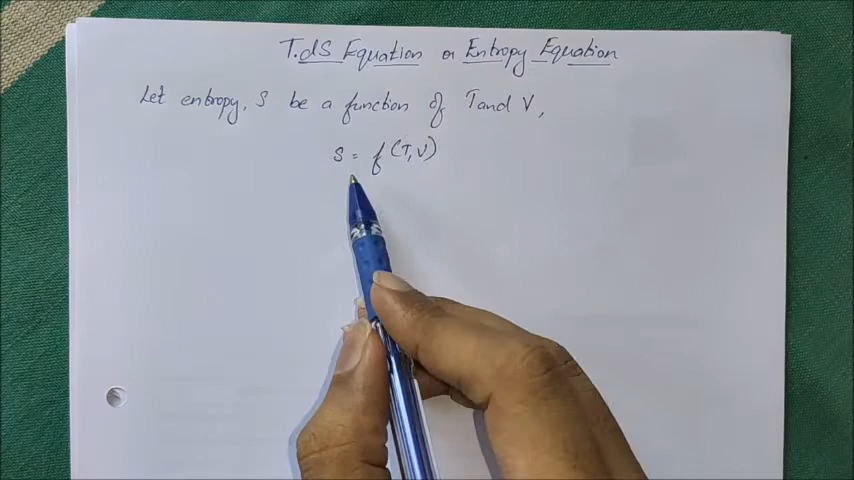 T.dS Equation or Entropy Equation
Let entropy, S be a function of T and V,
S = f(T, V)